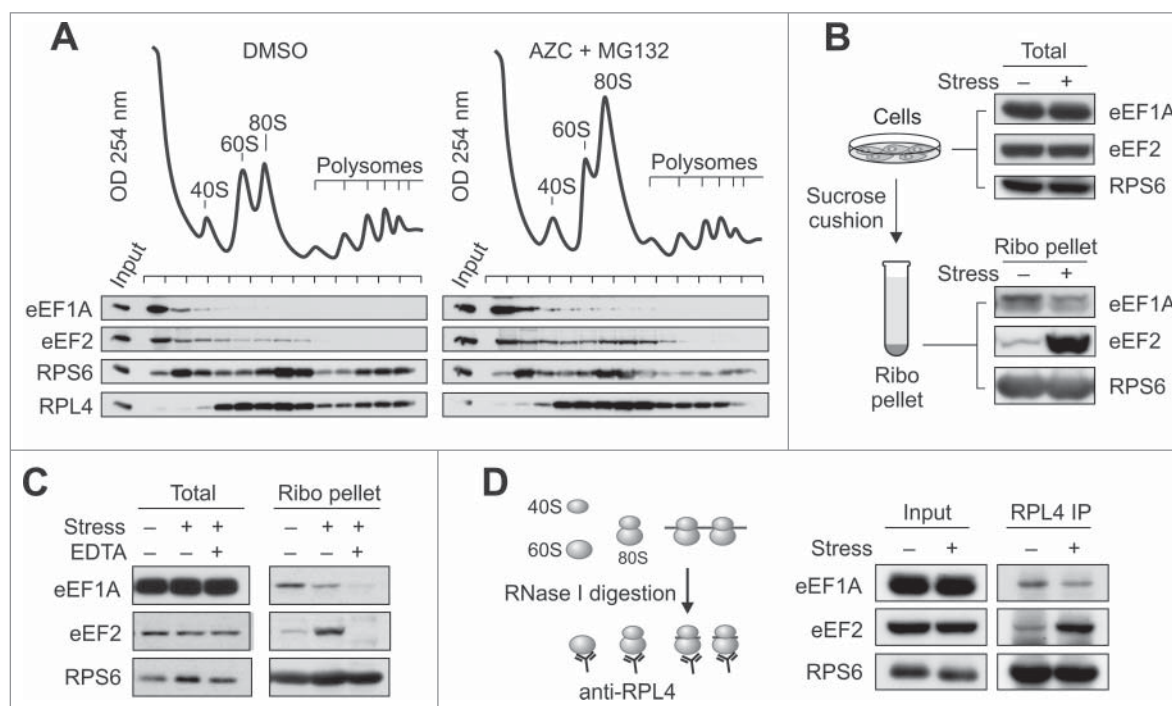 A
DMSO
AZC + MG132
OD 254 nm
40S
60S
80S
Polysomes
OD 254 nm
40S
60S
80S
Polysomes
Input
Input
eEF1A
eEF2
RPS6
RPL4
B
Total
Stress – +
Cells
eEF1A
eEF2
RPS6
Sucrose
cushion
Ribo pellet
Stress – +
eEF1A
eEF2
RPS6
Ribo
pellet
C
Total Ribo pellet
Stress – + + – + +
EDTA + +
eEF1A
eEF2
RPS6
D
40S
60S
80S
RNase I digestion
anti-RPL4
Input RPL4 IP
Stress – + – +
eEF1A
eEF2
RPS6